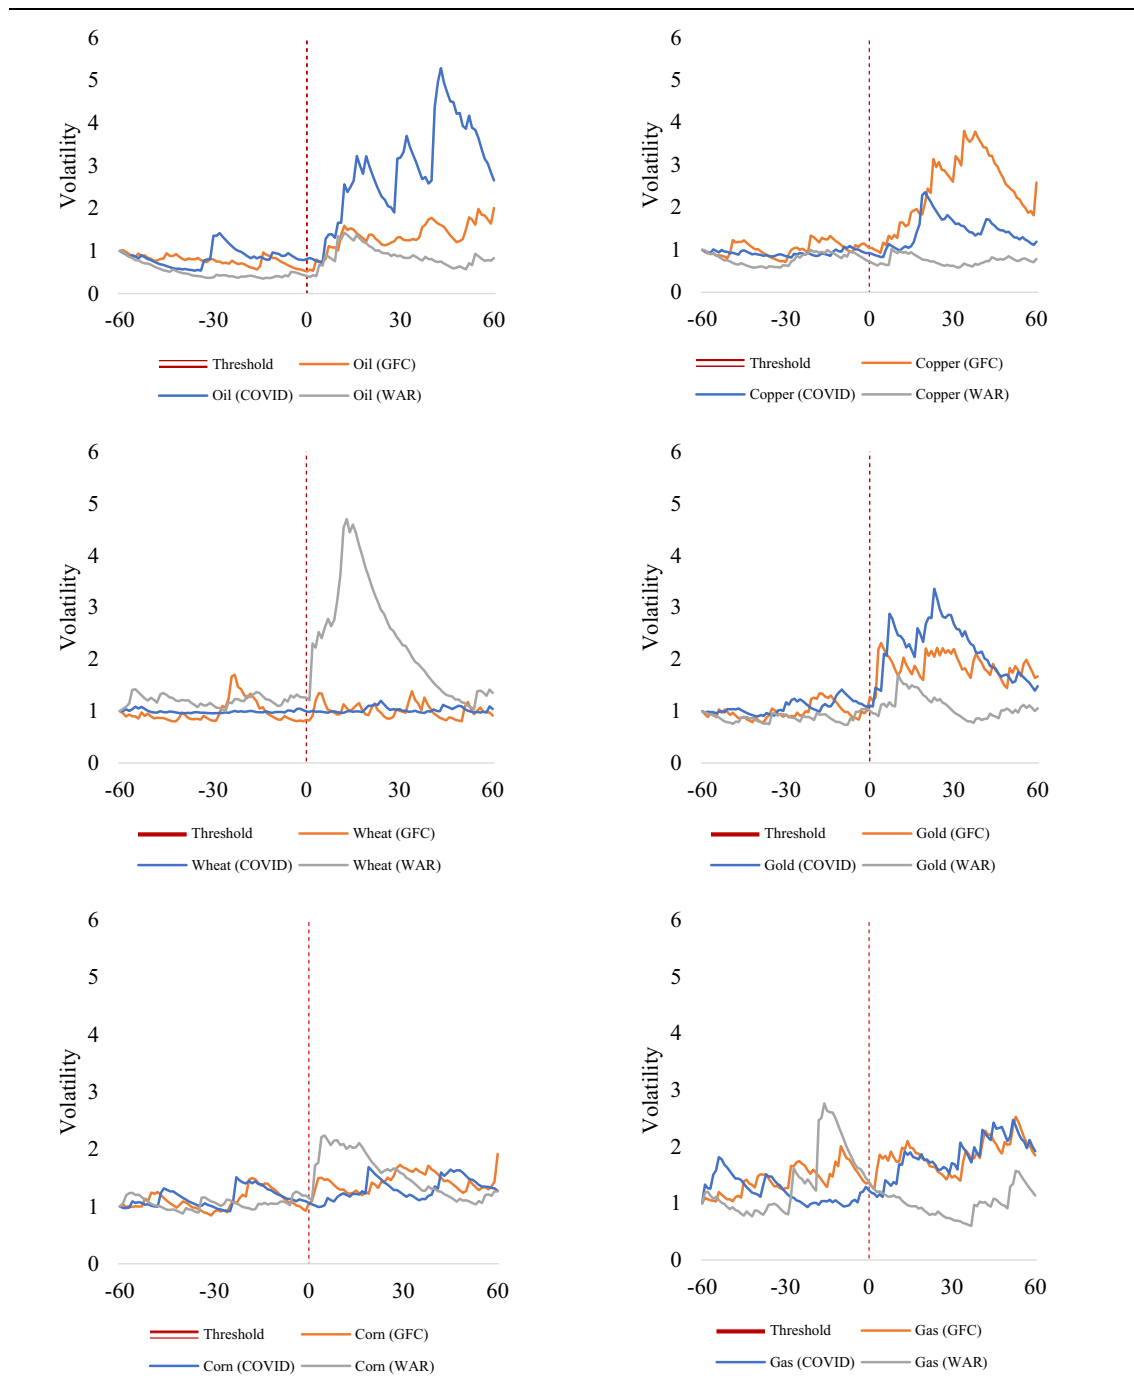 6
5
4
3
2
1
0
Volatility
-60 -30 0 30 60
Threshold Oil (GFC)
Oil (COVID) Oil (WAR)
6
5
4
3
2
1
0
Volatility
-60 -30 0 30 60
Threshold Copper (GFC)
Copper (COVID) Copper (WAR)
6
5
4
3
2
1
0
Volatility
-60 -30 0 30 60
Threshold Wheat (GFC)
Wheat (COVID) Wheat (WAR)
6
5
4
3
2
1
0
Volatility
-60 -30 0 30 60
Threshold Gold (GFC)
Gold (COVID) Gold (WAR)
6
5
4
3
2
1
0
Volatility
-60 -30 0 30 60
Threshold Corn (GFC)
Corn (COVID) Corn (WAR)
6
5
4
3
2
1
0
Volatility
-60 -30 0 30 60
Threshold Gas (GFC)
Gas (COVID) Gas (WAR)